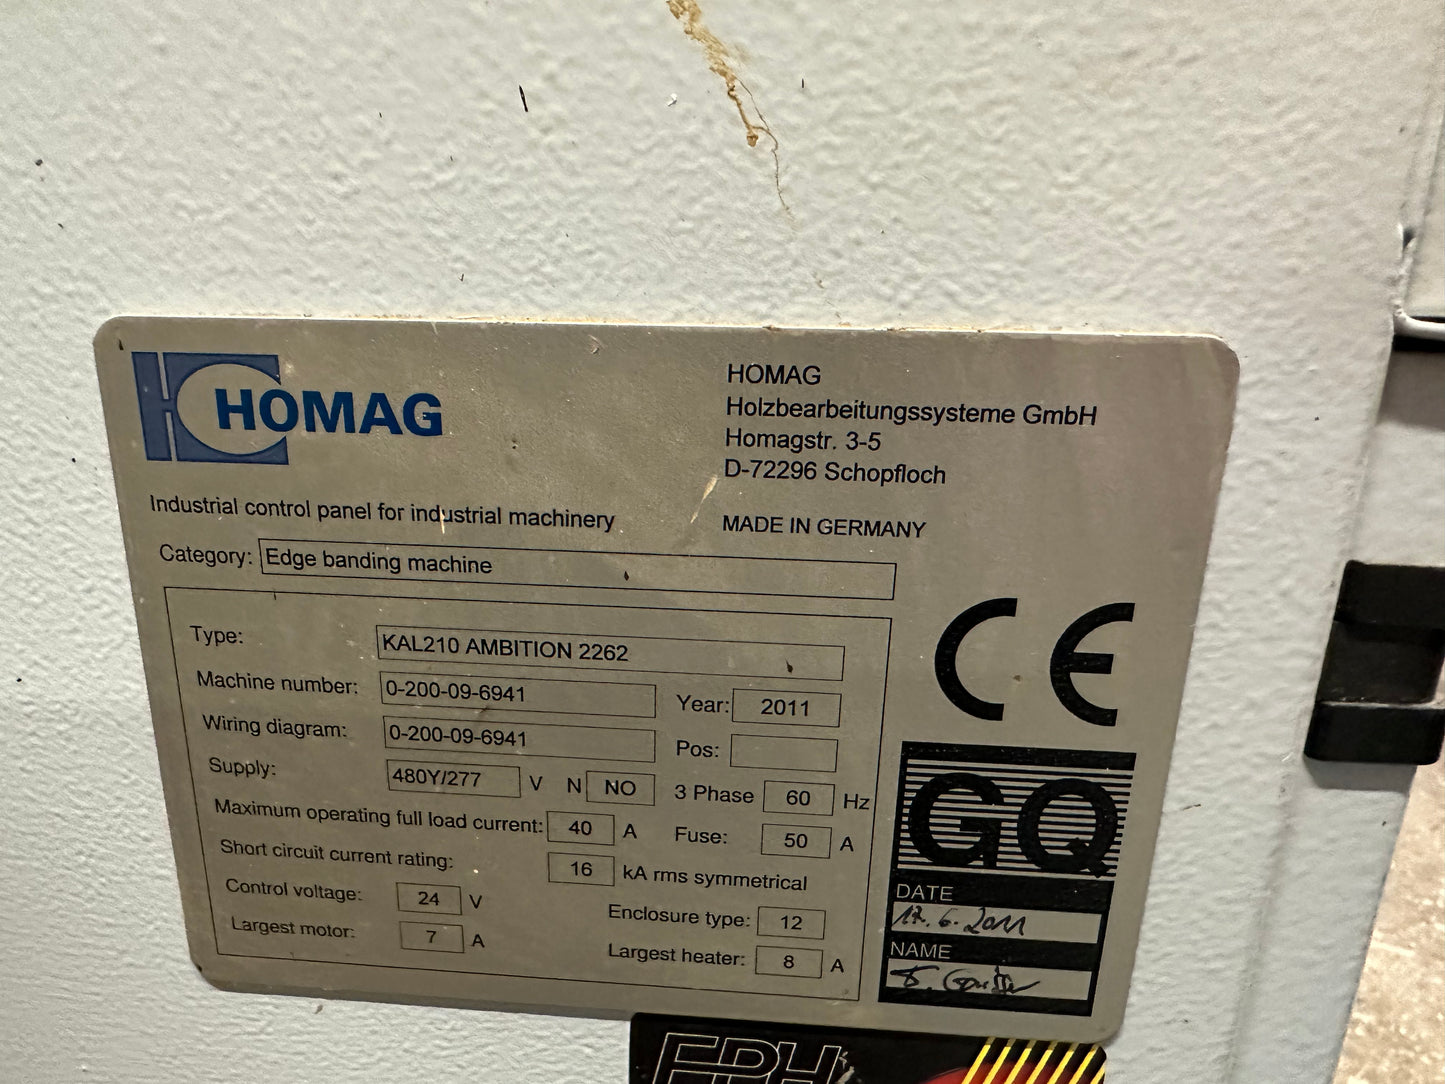 HOMAG
HOMAG
Holzbearbeitungssysteme GmbH
Homagstr. 3-5
D-72296 Schopfloch
Industrial control panel for industrial machinery
MADE IN GERMANY
Category: Edge banding machine
Type: KAL210 AMBITION 2262
Machine number: 0-200-09-6941 Year: 2011
Wiring diagram: 0-200-09-6941 Pos:
Supply: 480Y/277 V N NO 3 Phase 60 Hz
Maximum operating full load current: 40 A Fuse: 50 A
Short circuit current rating: 16 kA rms symmetrical
Control voltage: 24 V Enclosure type: 12
Largest motor: 7 A Largest heater: 8 A
CE
GQ
DATE
17.6.2011
NAME
EPH